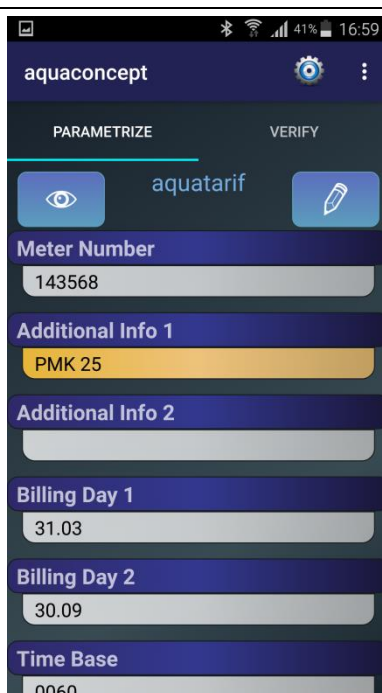 41% 16:59
aquaconcept
PARAMETRIZE VERIFY
aquatarif
Meter Number
143568
Additional Info 1
PMK 25
Additional Info 2
Billing Day 1
31.03
Billing Day 2
30.09
Time Base
0060